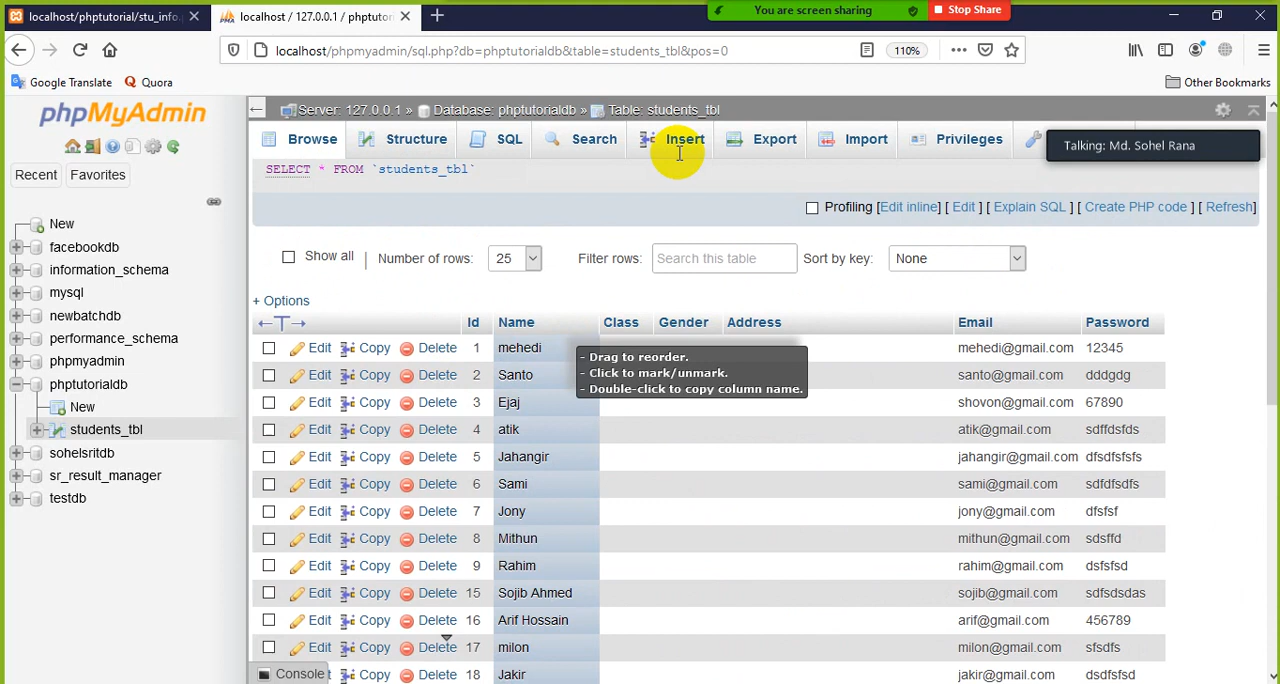 localhost/phptutorial/stu_info.
localhost / 127.0.0.1 / phptutor
You are screen sharing
Stop Share
localhost/phpmyadmin/sql.php?db=phptutorialdb&table=students_tbl&pos=0
110%
Google Translate
Quora
Other Bookmarks
phpMyAdmin
Recent
Favorites
New
facebookdb
information_schema
mysql
newbatchdb
performance_schema
phpmyadmin
phptutorialdb
New
students_tbl
sohelsritdb
sr_result_manager
testdb
Server: 127.0.0.1 » Database: phptutorialdb » Table: students_tbl
Browse Structure SQL Search Insert Export Import Privileges
Talking: Md. Sohel Rana
SELECT * FROM `students_tbl`
Profiling [Edit inline] [ Edit ] [ Explain SQL ] [ Create PHP code ] [ Refresh]
Show all | Number of rows: 25 Filter rows: Search this table Sort by key: None
+ Options
Id Name Class Gender Address Email Password
Edit Copy Delete 1 mehedi mehedi@gmail.com 12345
- Drag to reorder.
- Click to mark/unmark.
- Double-click to copy column name.
Edit Copy Delete 2 Santo santo@gmail.com dddgdg
Edit Copy Delete 3 Ejaj shovon@gmail.com 67890
Edit Copy Delete 4 atik atik@gmail.com sdffdsfds
Edit Copy Delete 5 Jahangir jahangir@gmail.com dfsdfsfsfs
Edit Copy Delete 6 Sami sami@gmail.com sdfdfsdfs
Edit Copy Delete 7 Jony jony@gmail.com dfsfsf
Edit Copy Delete 8 Mithun mithun@gmail.com sdsffd
Edit Copy Delete 9 Rahim rahim@gmail.com dsfsfsd
Edit Copy Delete 15 Sojib Ahmed sojib@gmail.com sdfsdsdas
Edit Copy Delete 16 Arif Hossain arif@gmail.com 456789
Edit Copy Delete 17 milon milon@gmail.com sfsdfs
Edit Copy Delete 18 Jakir jakir@gmail.com dsdfsfsd
Console